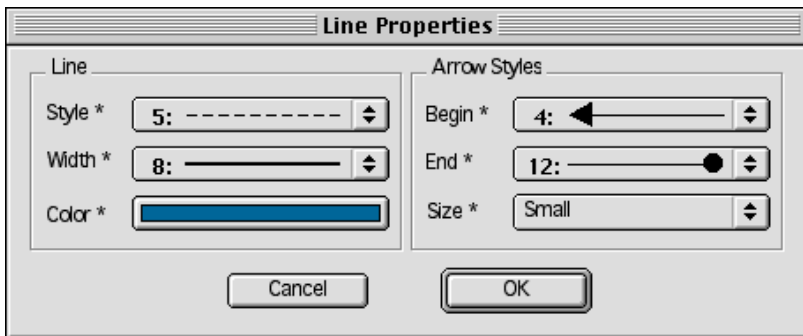 Line Properties
Line
Style *
5:
Width *
8:
Color *
Arrow Styles
Begin *
4:
End *
12:
Size *
Small
Cancel
OK